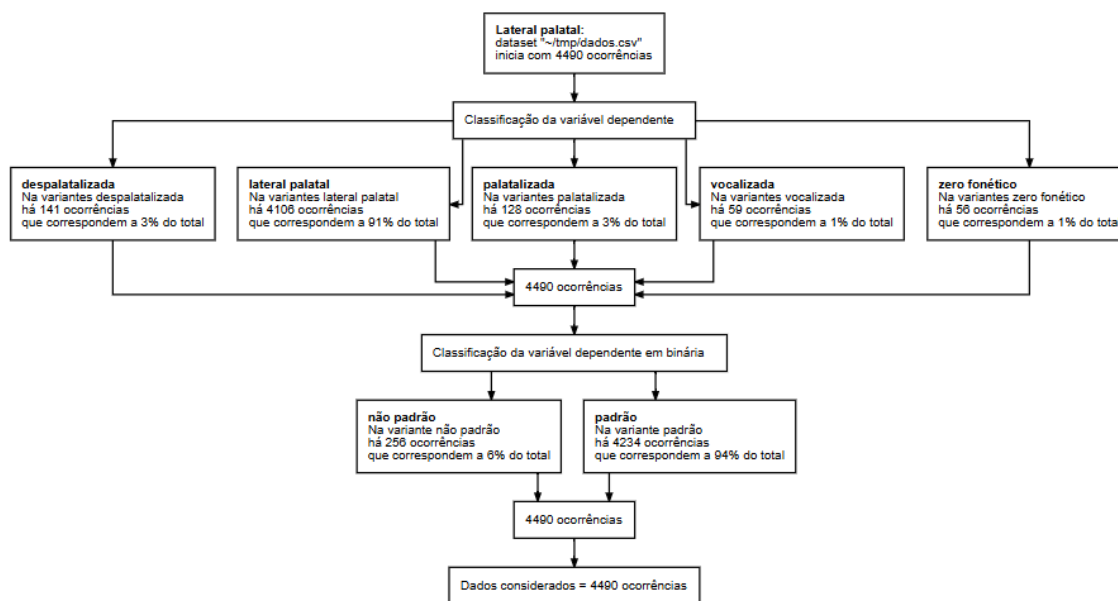 Lateral palatal:
dataset "~/tmp/dados.csv"
inicia com 4490 ocorrências
Classificação da variável dependente
despalatalizada
Na variantes despalatalizada
há 141 ocorrências
que correspondem a 3% do total
lateral palatal
Na variantes lateral palatal
há 4106 ocorrências
que correspondem a 91% do total
palatalizada
Na variantes palatalizada
há 128 ocorrências
que correspondem a 3% do total
vocalizada
Na variantes vocalizada
há 59 ocorrências
que correspondem a 1% do total
zero fonético
Na variantes zero fonético
há 56 ocorrências
que correspondem a 1% do total
4490 ocorrências
Classificação da variável dependente em binária
não padrão
Na variante não padrão
há 256 ocorrências
que correspondem a 6% do total
padrão
Na variante padrão
há 4234 ocorrências
que correspondem a 94% do total
4490 ocorrências
Dados considerados = 4490 ocorrências